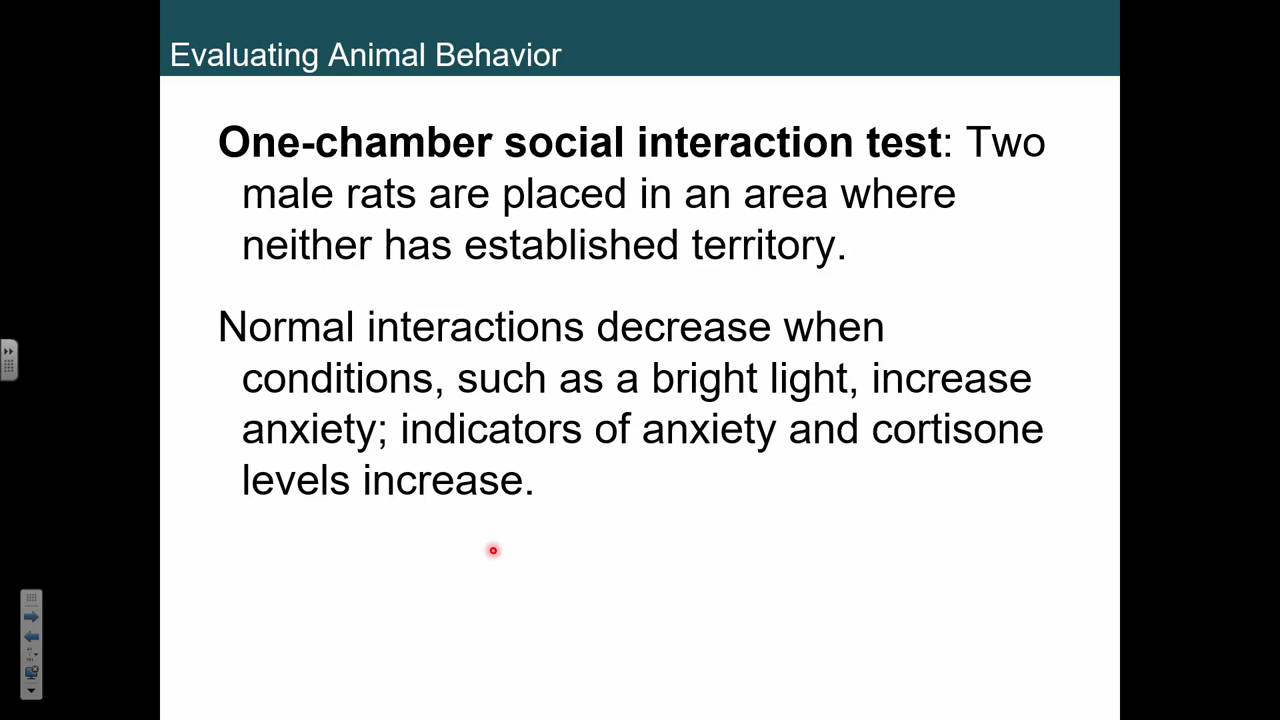 Evaluating Animal Behavior
One-chamber social interaction test: Two
male rats are placed in an area where
neither has established territory.
Normal interactions decrease when
conditions, such as a bright light, increase
anxiety; indicators of anxiety and cortisone
levels increase.